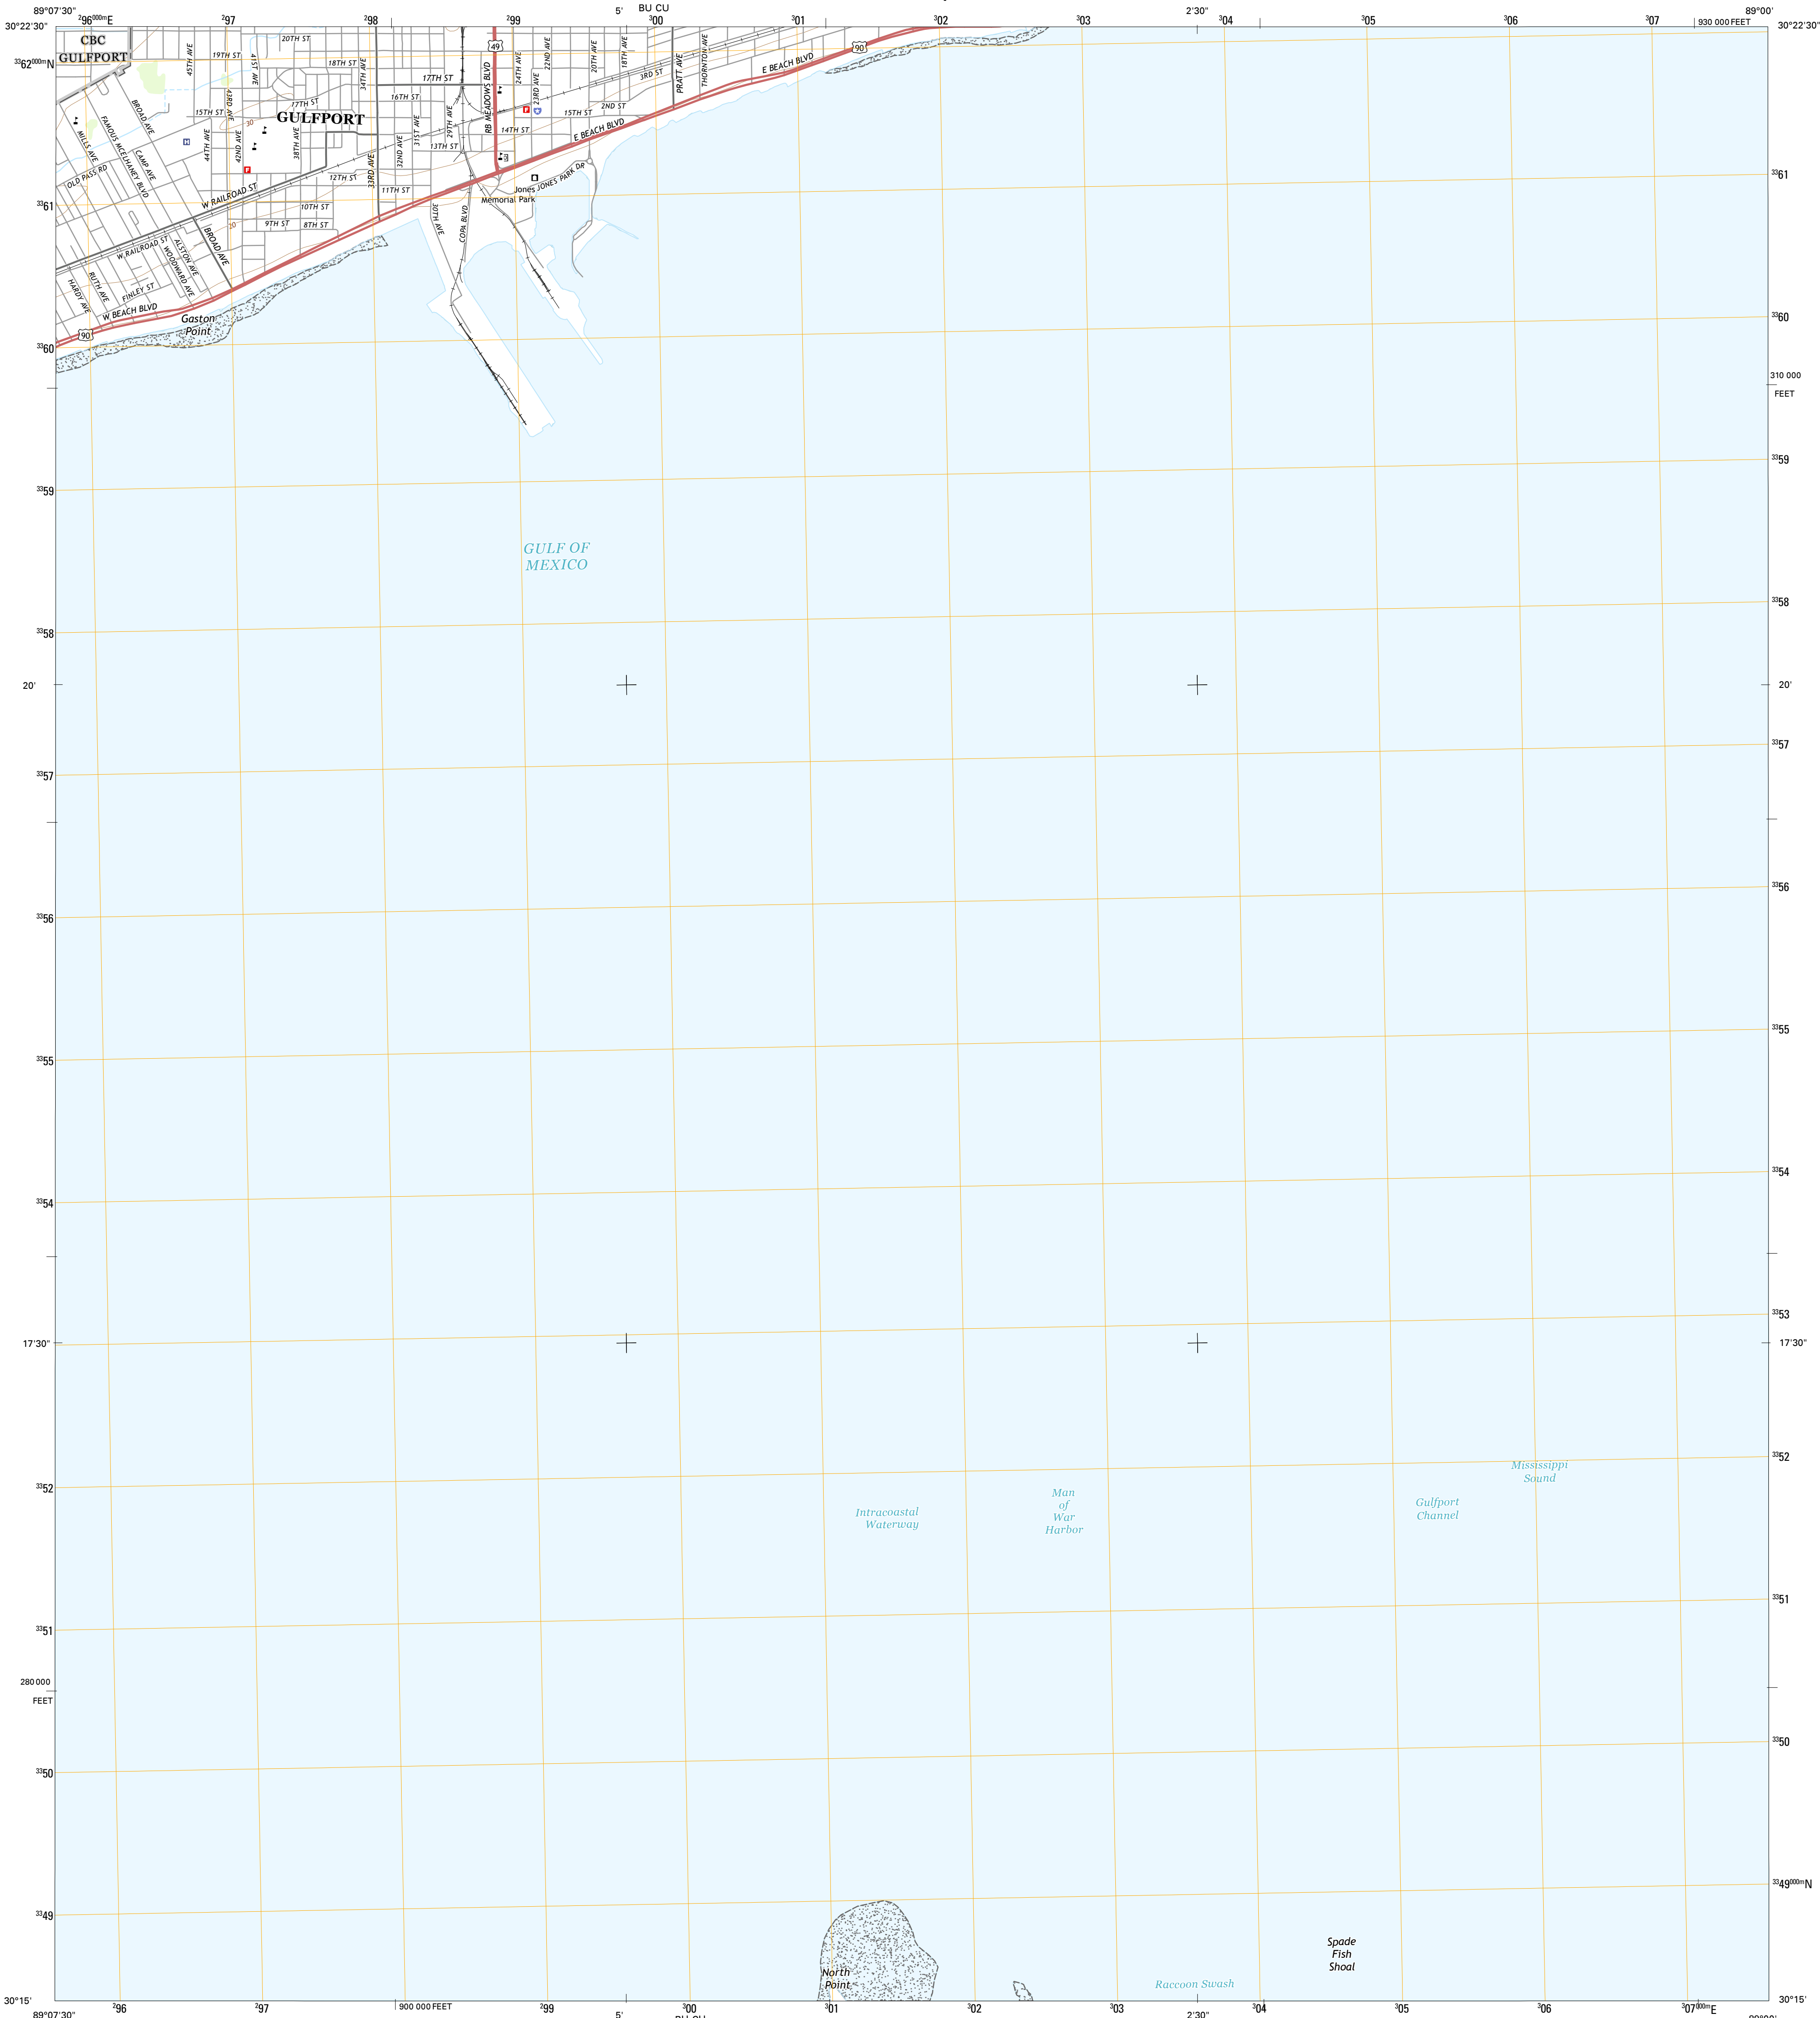 BU CU
89°07'30"
296000mE
297
298
299
5'
300
301
302
303
2'30"
304
305
306
307
930 000 FEET
89°00'
30°22'30"
30°22'30"
CBC
GULFPORT
3362000mN
45TH AVE
19TH ST
41ST AVE
20TH ST
18TH ST
34TH AVE
17TH ST
49
RB MEADOWS BLVD
24TH AVE
22ND AVE
23RD AVE
20TH AVE
18TH AVE
3RD ST
PRATT AVE
THORNTON AVE
E BEACH BLVD
90
BROAD AVE
FAMOUS MCELHANEY BLVD
MILLS AVE
CAMP AVE
OLD PASS RD
15TH ST
43RD AVE
30
44TH AVE
42ND AVE
17TH ST
GULFPORT
38TH AVE
16TH ST
31ST AVE
29TH AVE
32ND AVE
33RD AVE
13TH ST
14TH ST
15TH ST
2ND ST
E BEACH BLVD
F
H
F
12TH ST
11TH ST
10TH ST
9TH ST
8TH ST
Jones
Memorial Park
JONES PARK DR
30TH AVE
COPA BLVD
W RAILROAD ST
BROAD AVE
20
W RAILROAD ST
ALSTON AVE
WOODWARD AVE
RUTH AVE
HARDY AVE
FINLEY ST
W BEACH BLVD
90
Gaston
Point
3361
3361
3360
3360
310 000
FEET
3359
3359
GULF OF
MEXICO
3358
3358
20'
20'
3357
3357
3356
3356
3355
3355
3354
3354
3353
17'30"
17'30"
3352
3352
Mississippi
Sound
Intracoastal
Waterway
Man
of
War
Harbor
Gulfport
Channel
3351
3351
280 000
FEET
3350
3350
3349
3349000mN
Spade
Fish
Shoal
North
Point
Raccoon Swash
30°15'
30°15'
89°07'30"
296
297
900 000 FEET
299
5'
300
301
302
303
2'30"
304
305
306
307000mE